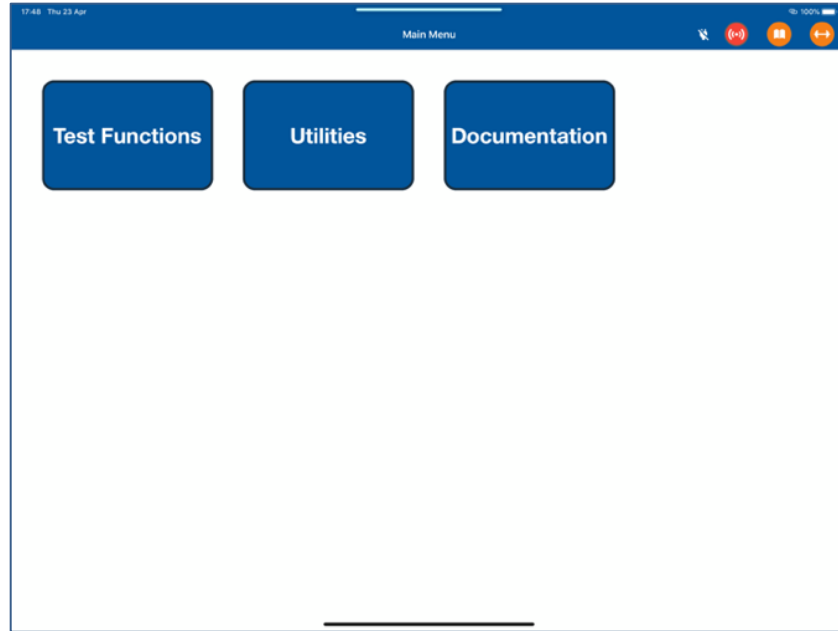 17:48 Thu 23 Apr
100%
Main Menu
Test Functions
Utilities
Documentation